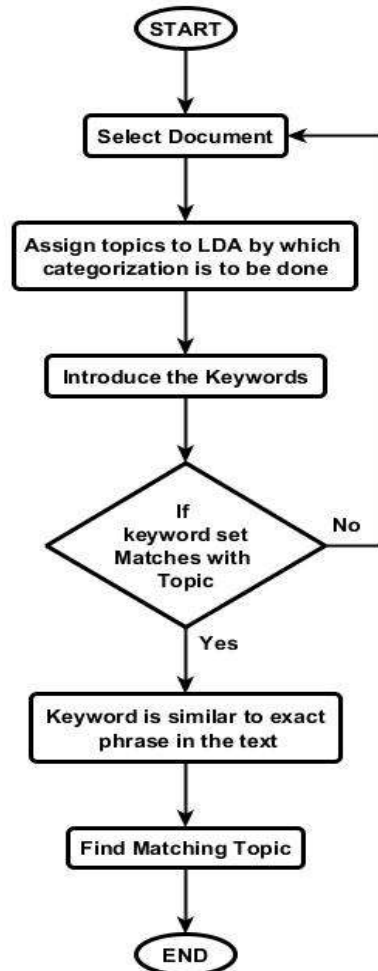 START
Select Document
Assign topics to LDA by which
categorization is to be done
Introduce the Keywords
If
keyword set
Matches with
Topic
No
Yes
Keyword is similar to exact
phrase in the text
Find Matching Topic
END